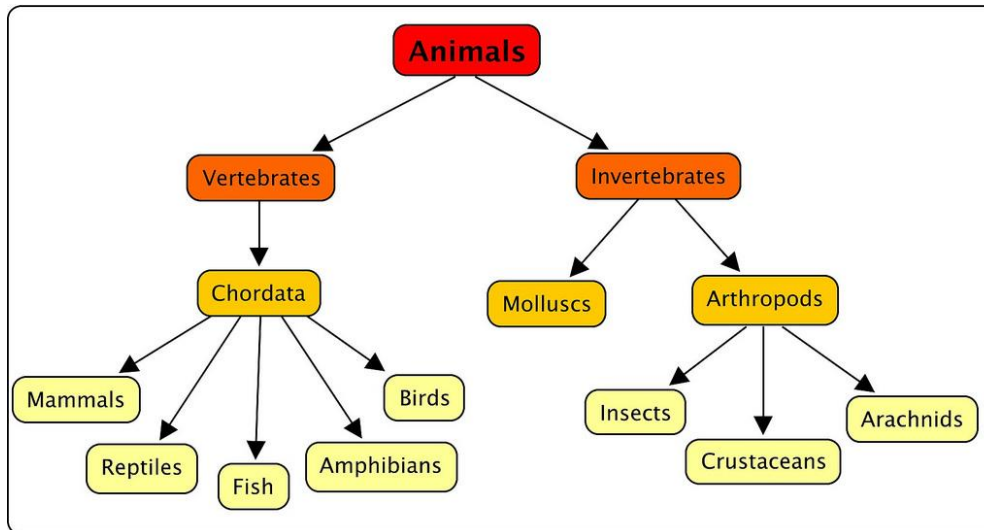 Animals
Vertebrates
Invertebrates
Chordata
Molluscs
Arthropods
Mammals
Reptiles
Fish
Amphibians
Birds
Insects
Crustaceans
Arachnids